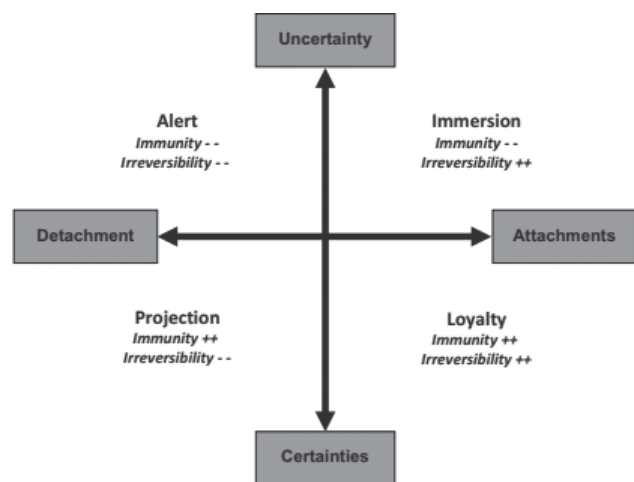 Uncertainty
Alert
Immunity - -
Irreversibility - -
Immersion
Immunity - -
Irreversibility ++
Detachment
Attachments
Projection
Immunity ++
Irreversibility - -
Loyalty
Immunity ++
Irreversibility ++
Certainties